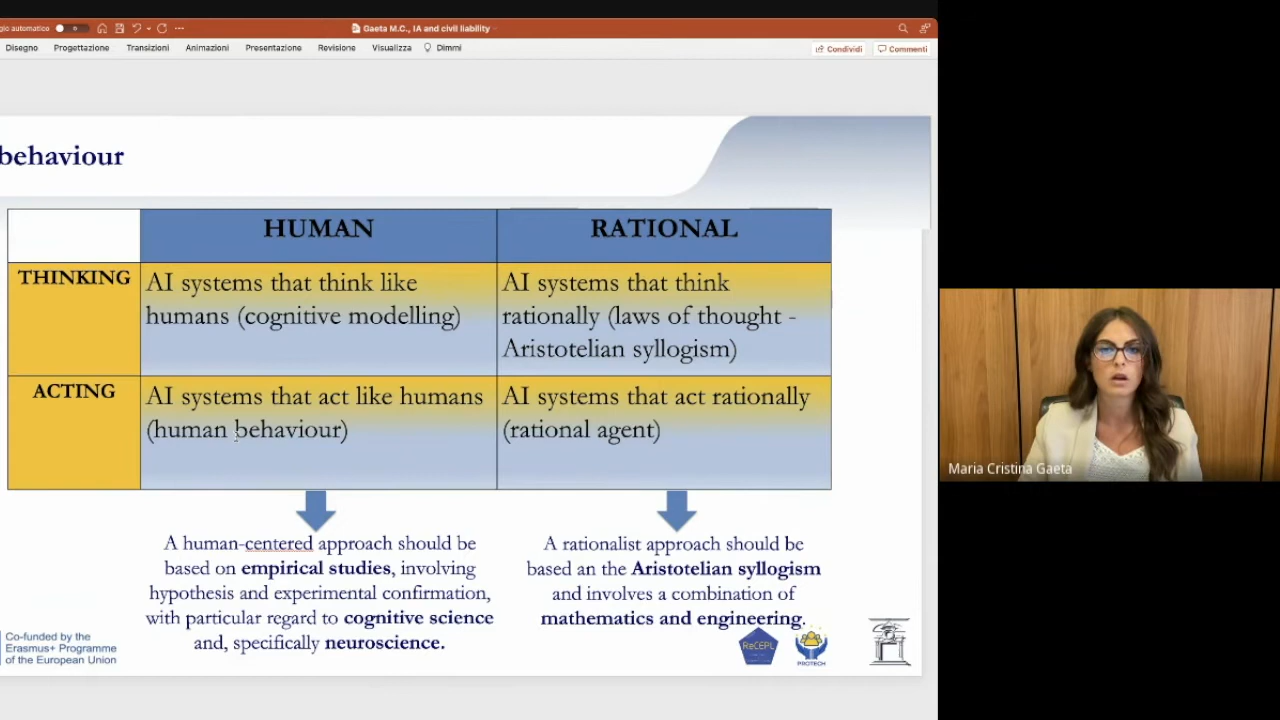 gio automatico
Gaeta M.C., IA and civil liability
Disegno Progettazione Transizioni Animazioni Presentazione Revisione Visualizza Dimmi
Condividi Commenti
behaviour
HUMAN RATIONAL
THINKING
AI systems that think like
humans (cognitive modelling)
AI systems that think
rationally (laws of thought -
Aristotelian syllogism)
ACTING
AI systems that act like humans
(human behaviour)
AI systems that act rationally
(rational agent)
A human-centered approach should be
based on empirical studies, involving
hypothesis and experimental confirmation,
with particular regard to cognitive science
and, specifically neuroscience.
A rationalist approach should be
based an the Aristotelian syllogism
and involves a combination of
mathematics and engineering.
Co-funded by the
Erasmus+ Programme
of the European Union
ReCEPL
PROTECH
Maria Cristina Gaeta